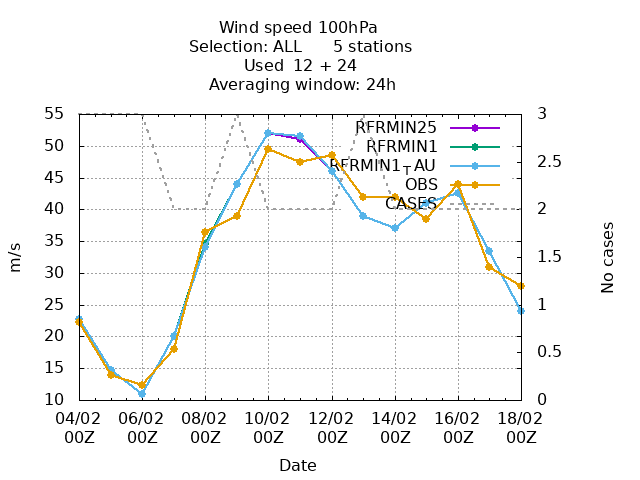 Wind speed 100hPa
Selection: ALL 5 stations
Used 12 + 24
Averaging window: 24h
55 3
50 2.5
45 2
40 1.5
35 1
30 0.5
25 0
20
15
10
RFRMIN25
RFRMIN1
RFRMIN1TAU
OBS
CASES
m/s
No cases
04/02 06/02 08/02 10/02 12/02 14/02 16/02 18/02
00Z 00Z 00Z 00Z 00Z 00Z 00Z 00Z
Date